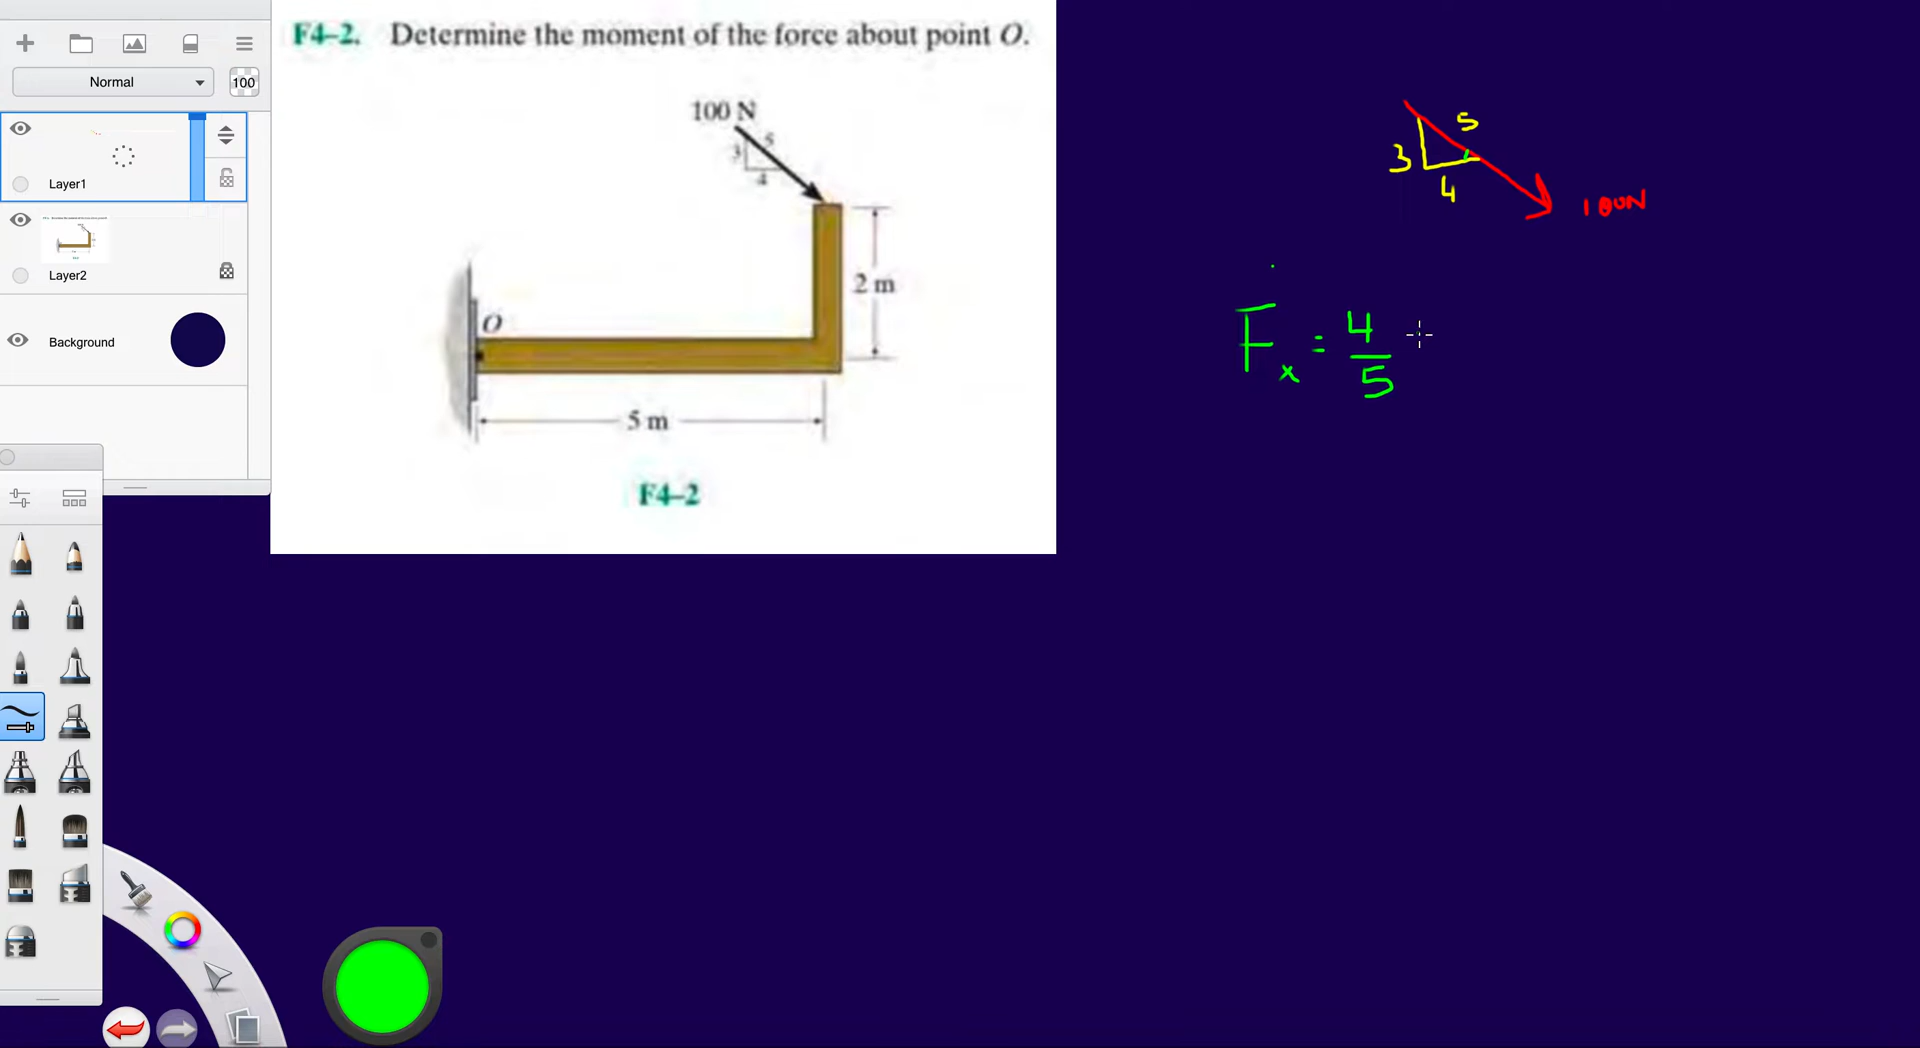 Normal
100
Layer1
Layer2
Background
F4–2. Determine the moment of the force about point O.
100 N
5
3
4
2 m
O
5 m
F4–2
5
3
4
100N
Fx = 4/5